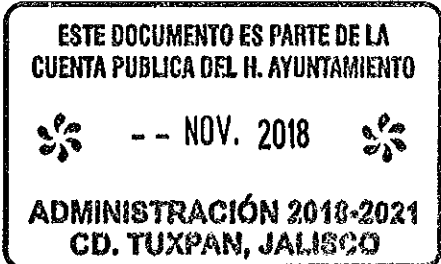 ESTE DOCUMENTO ES PARTE DE LA
CUENTA PUBLICA DEL H. AYUNTAMIENTO
-- NOV. 2018
ADMINISTRACIÓN 2018-2021
CD. TUXPAN, JALISCO